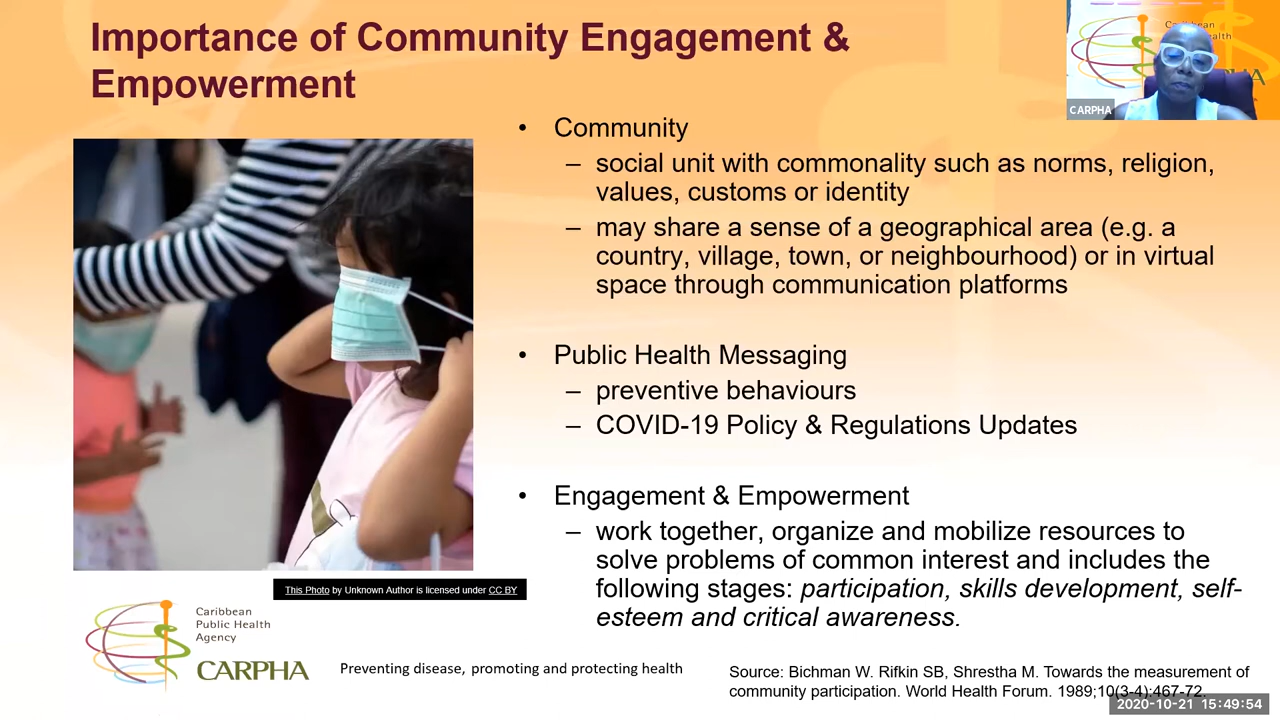 Importance of Community Engagement &
Empowerment
CARPHA
• Community
– social unit with commonality such as norms, religion,
values, customs or identity
– may share a sense of a geographical area (e.g. a
country, village, town, or neighbourhood) or in virtual
space through communication platforms
• Public Health Messaging
– preventive behaviours
– COVID-19 Policy & Regulations Updates
• Engagement & Empowerment
– work together, organize and mobilize resources to
solve problems of common interest and includes the
following stages: participation, skills development, self-
esteem and critical awareness.
This Photo by Unknown Author is licensed under CC BY
Caribbean
Public Health
Agency
CARPHA
Preventing disease, promoting and protecting health
Source: Bichman W. Rifkin SB, Shrestha M. Towards the measurement of
community participation. World Health Forum. 1989;10(3-4):467-72.
2020-10-21 15:49:54